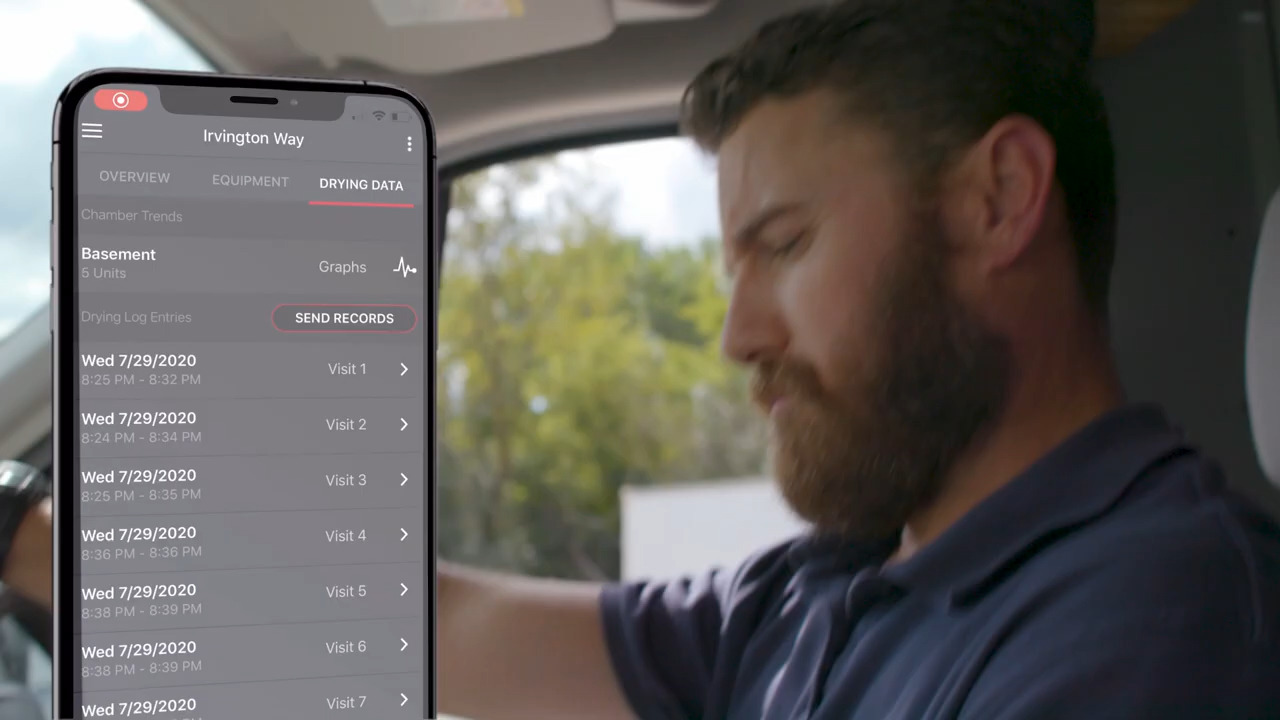 Irvington Way
OVERVIEW EQUIPMENT DRYING DATA
Chamber Trends
Basement
5 Units
Graphs
Drying Log Entries
SEND RECORDS
Wed 7/29/2020
8:25 PM - 8:32 PM
Visit 1
Wed 7/29/2020
8:24 PM - 8:34 PM
Visit 2
Wed 7/29/2020
8:25 PM - 8:35 PM
Visit 3
Wed 7/29/2020
8:36 PM - 8:36 PM
Visit 4
Wed 7/29/2020
8:38 PM - 8:39 PM
Visit 5
Wed 7/29/2020
8:38 PM - 8:39 PM
Visit 6
Wed 7/29/2020
Visit 7